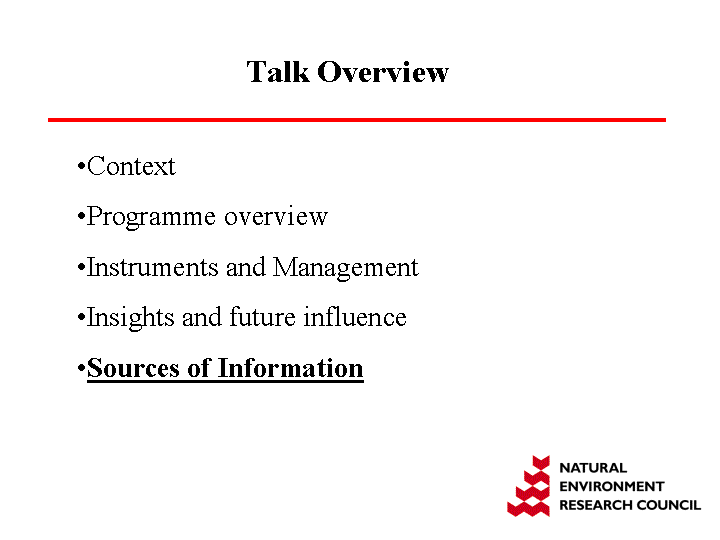 Talk Overview
•Context
•Programme overview
•Instruments and Management
•Insights and future influence
•Sources of Information
NATURAL
ENVIRONMENT
RESEARCH COUNCIL